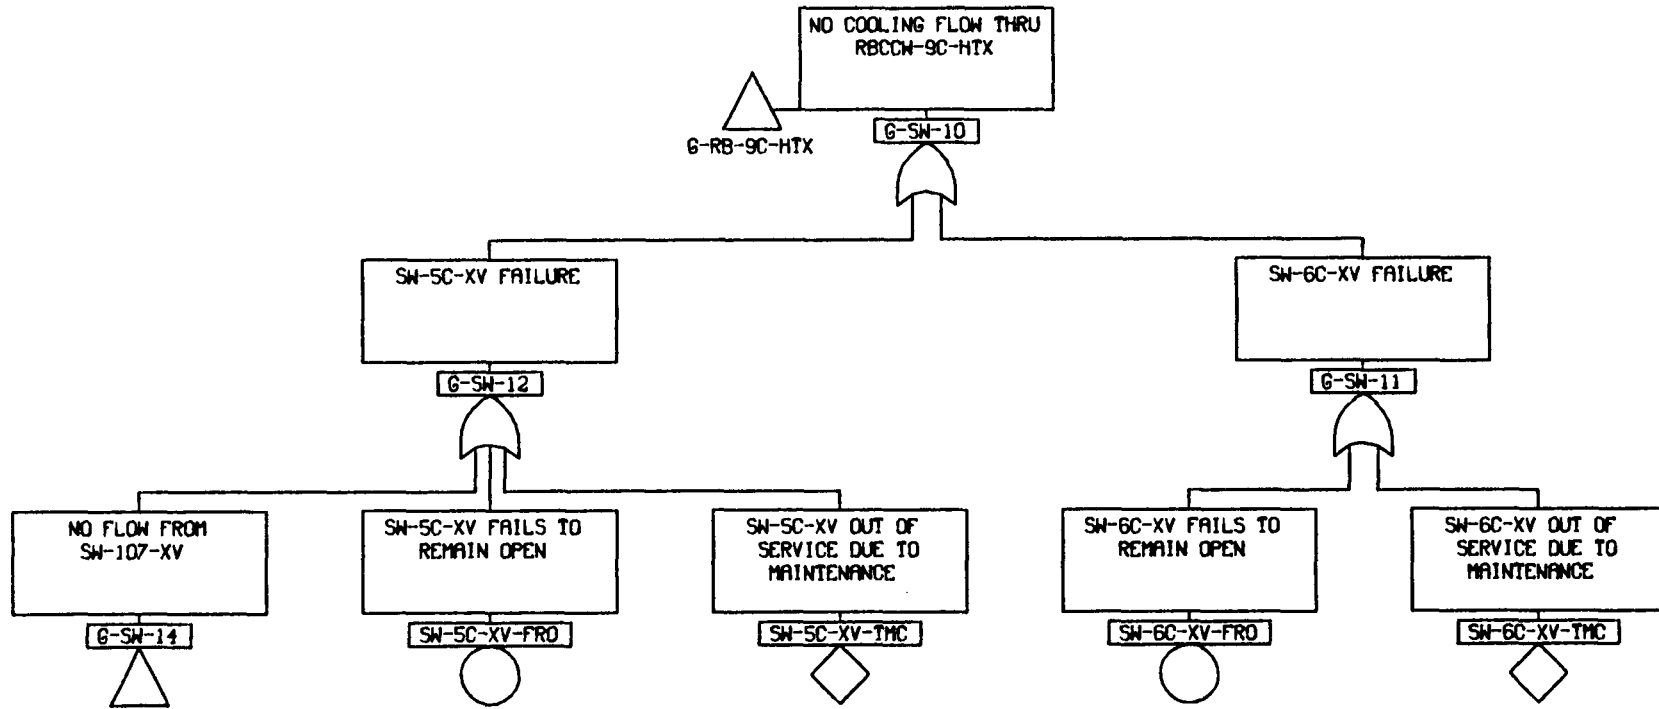 NO COOLING FLOW THRU
RBCCW-9C-HTX
G-RB-9C-HTX
G-SW-10
SW-5C-XV FAILURE
SW-6C-XV FAILURE
G-SW-12
G-SW-11
NO FLOW FROM
SW-107-XV
SW-5C-XV FAILS TO
REMAIN OPEN
SW-5C-XV OUT OF
SERVICE DUE TO
MAINTENANCE
SW-6C-XV FAILS TO
REMAIN OPEN
SW-6C-XV OUT OF
SERVICE DUE TO
MAINTENANCE
G-SW-14
SW-5C-XV-FRO
SW-5C-XV-TMC
SW-6C-XV-FRO
SW-6C-XV-TMC